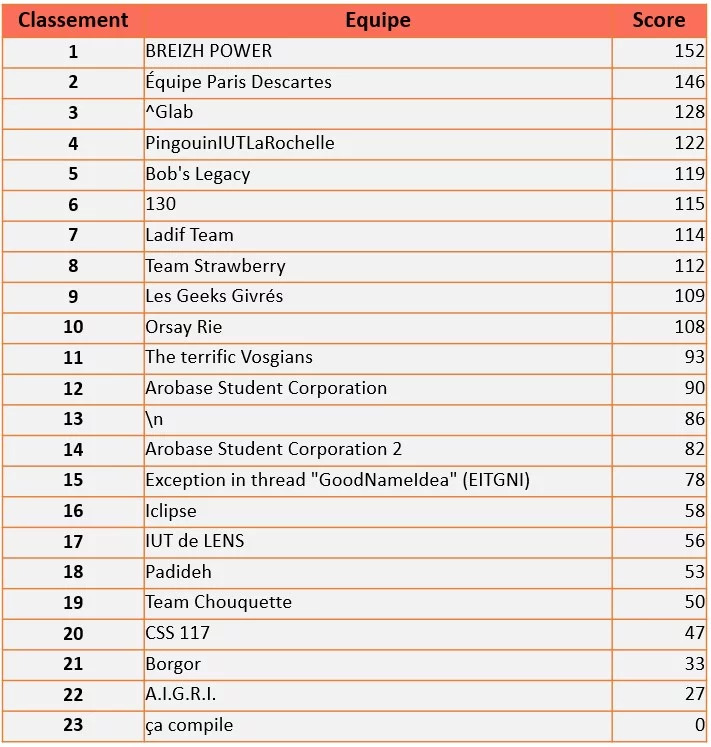 Classement Equipe Score
1 BREIZH POWER 152
2 Équipe Paris Descartes 146
3 ^Glab 128
4 PingouinIUTLaRochelle 122
5 Bob's Legacy 119
6 130 115
7 Ladif Team 114
8 Team Strawberry 112
9 Les Geeks Givrés 109
10 Orsay Rie 108
11 The terrific Vosgians 93
12 Arobase Student Corporation 90
13 \n 86
14 Arobase Student Corporation 2 82
15 Exception in thread "GoodNameIdea" (EITGNI) 78
16 Iclipse 58
17 IUT de LENS 56
18 Padideh 53
19 Team Chouquette 50
20 CSS 117 47
21 Borgor 33
22 A.I.G.R.I. 27
23 ça compile 0